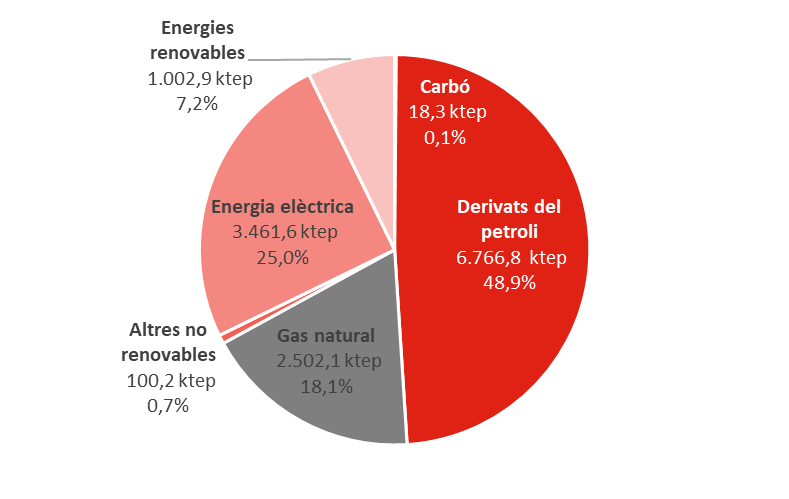 Energies
renovables
1.002,9 ktep
7,2%
Carbó
18,3 ktep
0,1%
Derivats del
petroli
6.766,8 ktep
48,9%
Energia elèctrica
3.461,6 ktep
25,0%
Altres no
renovables
100,2 ktep
0,7%
Gas natural
2.502,1 ktep
18,1%